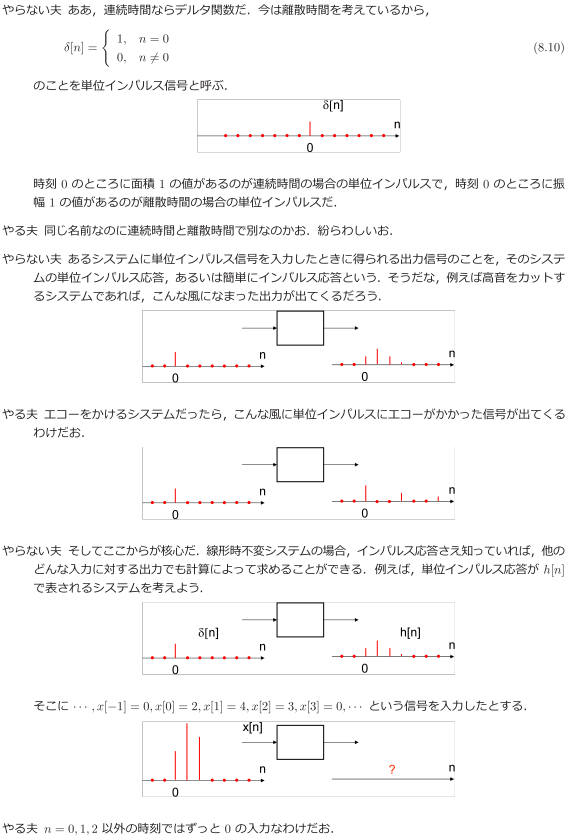 やらない夫 ああ，連続時間ならデルタ関数だ．今は離散時間を考えているから，
δ[n] = { 1, n = 0
0, n ≠ 0
(8.10)
のことを単位インパルス信号と呼ぶ．
δ[n]
n
0
時刻 0 のところに面積 1 の値があるのが連続時間の場合の単位インパルスで，時刻 0 のところに振
幅 1 の値があるのが離散時間の場合の単位インパルスだ．
やる夫 同じ名前なのに連続時間と離散時間で別なのかお．紛らわしいお．
やらない夫 あるシステムに単位インパルス信号を入力したときに得られる出力信号のことを，そのシステ
ムの単位インパルス応答，あるいは簡単にインパルス応答という．そうだな，例えば高音をカットす
るシステムであれば，こんな風になまった出力が出てくるだろう．
n
n
0
0
やる夫 エコーをかけるシステムだったら，こんな風に単位インパルスにエコーがかかった信号が出てくる
わけだお．
n
n
0
0
やらない夫 そしてここからが核心だ．線形時不変システムの場合，インパルス応答さえ知っていれば，他の
どんな入力に対する出力でも計算によって求めることができる．例えば，単位インパルス応答が h[n]
で表されるシステムを考えよう．
δ[n]
h[n]
n
n
0
0
そこに ⋯ , x[−1] = 0, x[0] = 2, x[1] = 4, x[2] = 3, x[3] = 0, ⋯ という信号を入力したとする．
x[n]
n
?
n
0
やる夫 n = 0, 1, 2 以外の時刻ではずっと 0 の入力なわけだお．